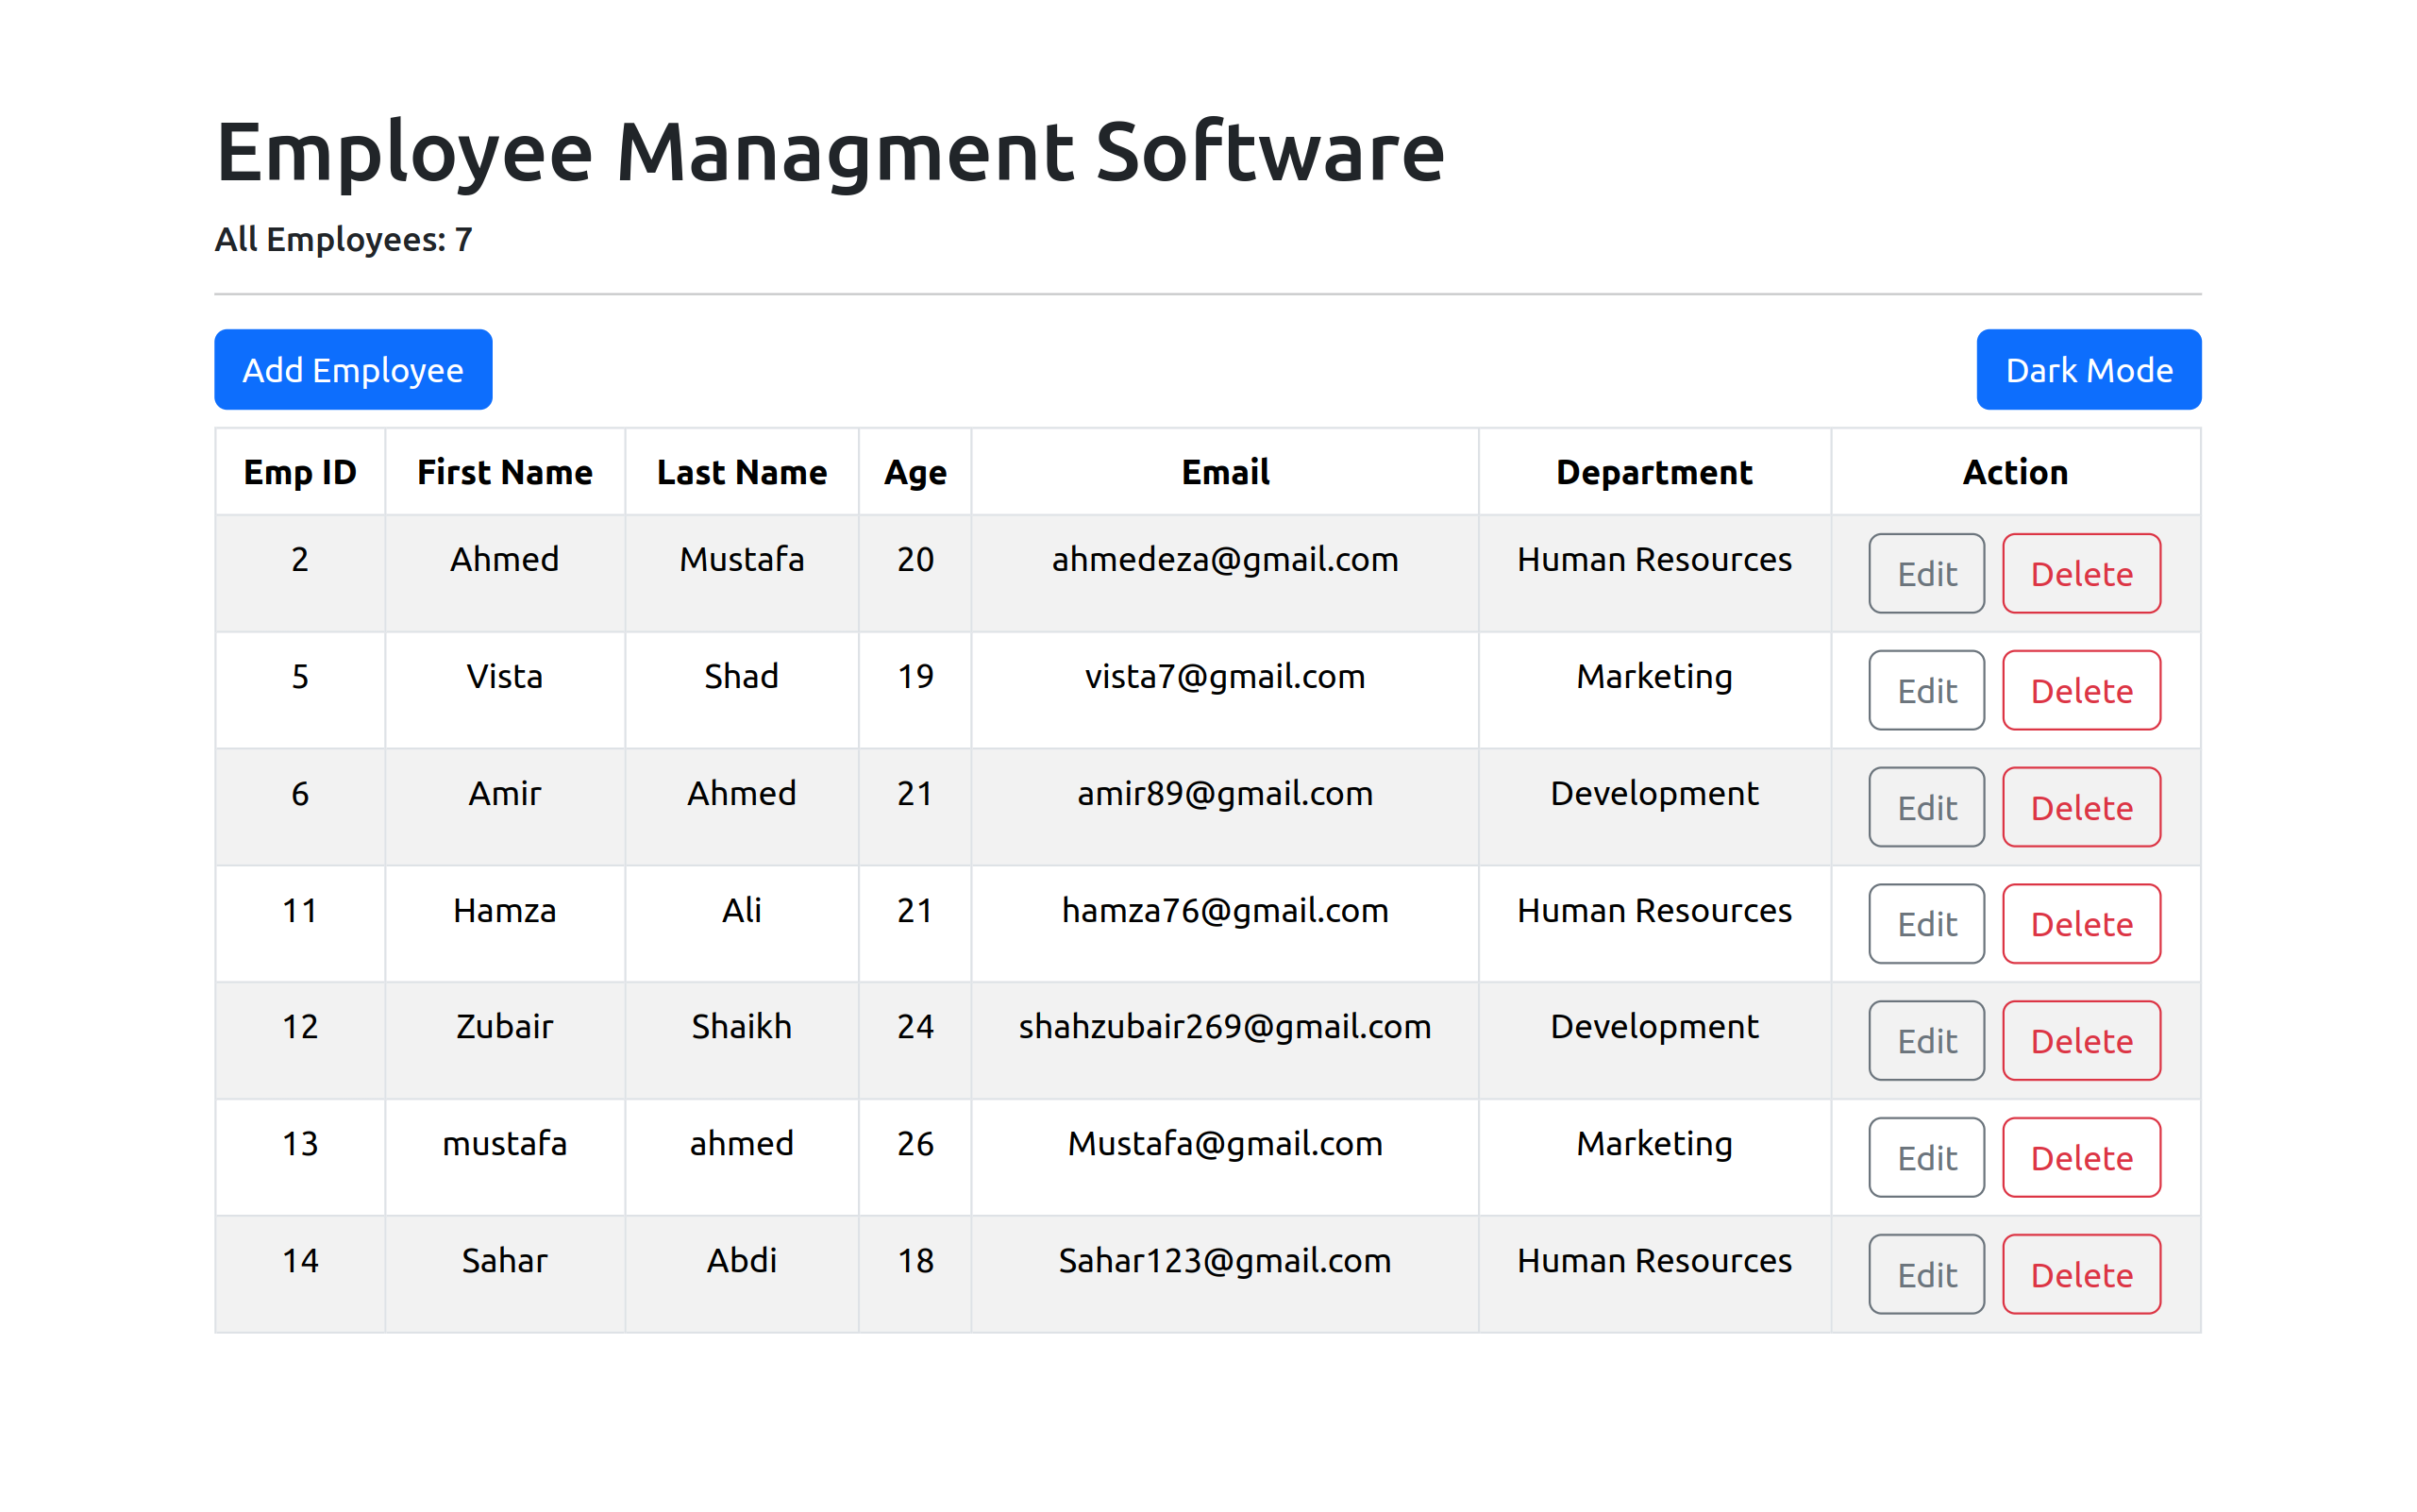 Employee Managment Software
All Employees: 7
Add Employee Dark Mode
Emp ID First Name Last Name Age Email Department Action
2 Ahmed Mustafa 20 ahmedeza@gmail.com Human Resources Edit Delete
5 Vista Shad 19 vista7@gmail.com Marketing Edit Delete
6 Amir Ahmed 21 amir89@gmail.com Development Edit Delete
11 Hamza Ali 21 hamza76@gmail.com Human Resources Edit Delete
12 Zubair Shaikh 24 shahzubair269@gmail.com Development Edit Delete
13 mustafa ahmed 26 Mustafa@gmail.com Marketing Edit Delete
14 Sahar Abdi 18 Sahar123@gmail.com Human Resources Edit Delete